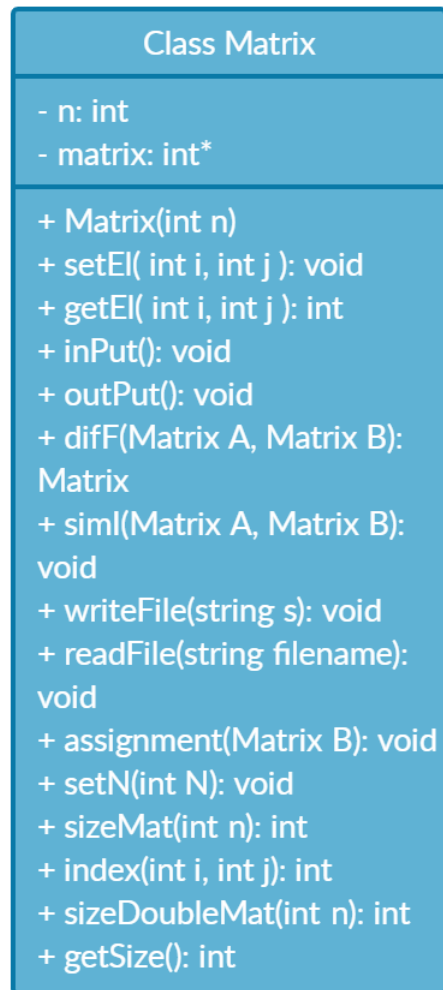 Class Matrix
- n: int
- matrix: int*
+ Matrix(int n)
+ setEl( int i, int j ): void
+ getEl( int i, int j ): int
+ inPut(): void
+ outPut(): void
+ difF(Matrix A, Matrix B):
Matrix
+ siml(Matrix A, Matrix B):
void
+ writeFile(string s): void
+ readFile(string filename):
void
+ assignment(Matrix B): void
+ setN(int N): void
+ sizeMat(int n): int
+ index(int i, int j): int
+ sizeDoubleMat(int n): int
+ getSize(): int